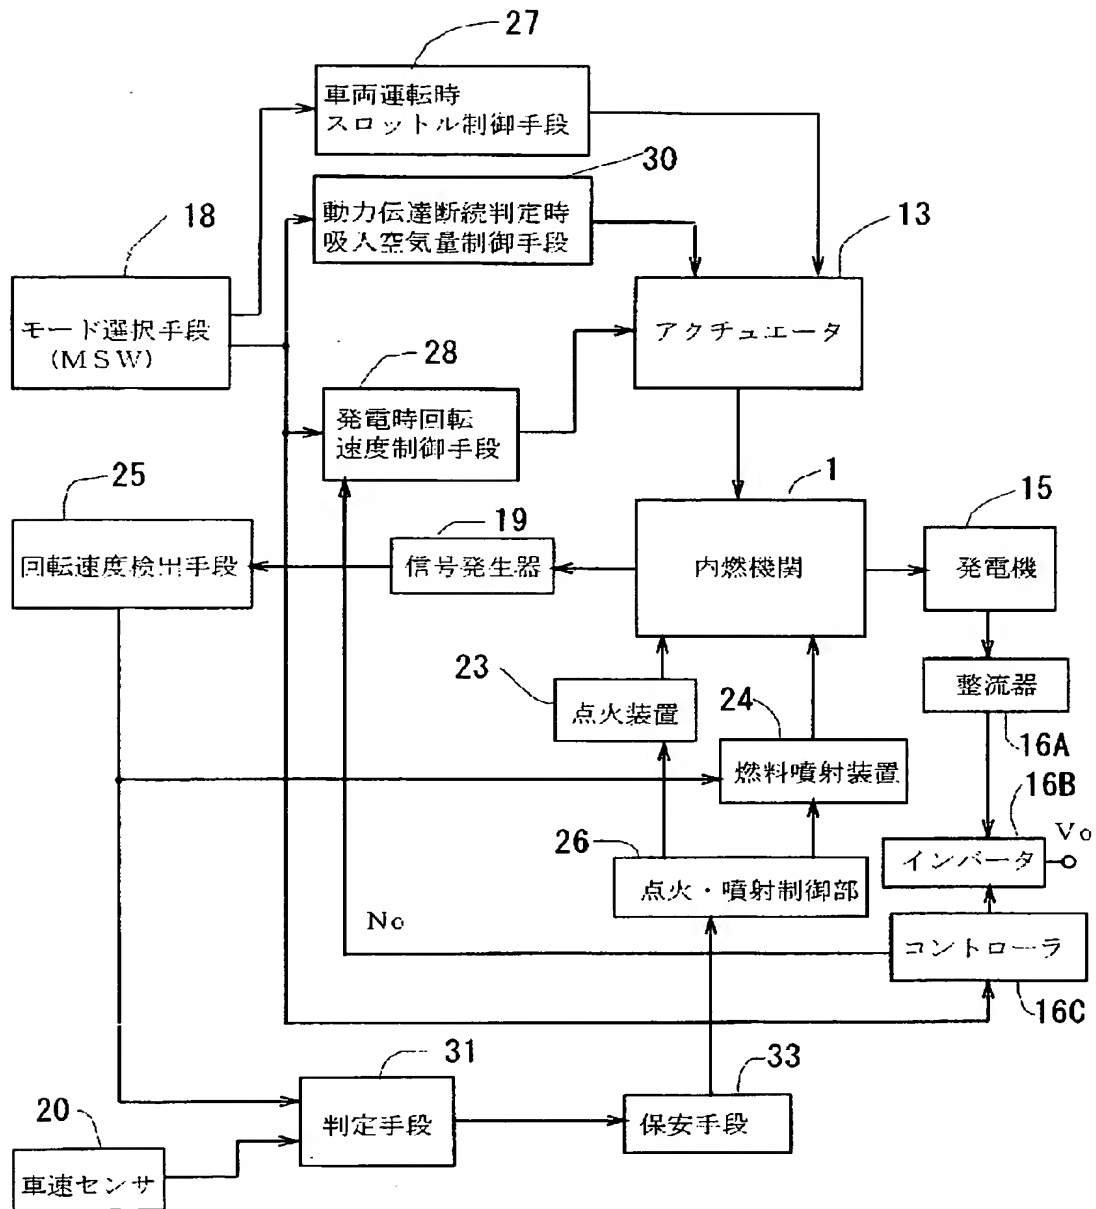 27
車両運転時
スロットル制御手段
30
動力伝達断続判定時
吸入空気量制御手段
18
モード選択手段
(MSW)
13
アクチュエータ
28
発電時回転
速度制御手段
25
回転速度検出手段
19
信号発生器
1
内燃機関
15
発電機
整流器
16A
23
点火装置
24
燃料噴射装置
16B
インバータ
Vo
26
点火・噴射制御部
No
コントローラ
16C
31
判定手段
33
保安手段
20
車速センサ